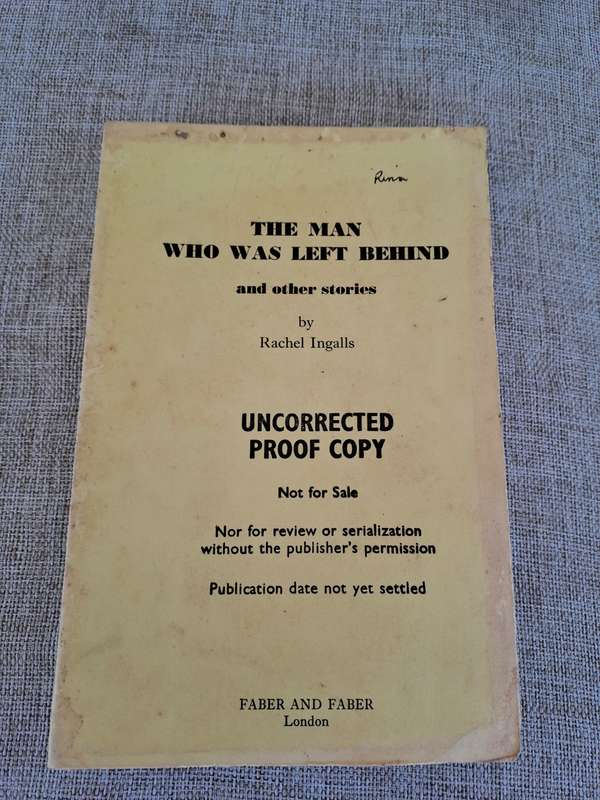 Rina
THE MAN
WHO WAS LEFT BEHIND
and other stories
by
Rachel Ingalls
UNCORRECTED
PROOF COPY
Not for Sale
Nor for review or serialization
without the publisher's permission
Publication date not yet settled
FABER AND FABER
London